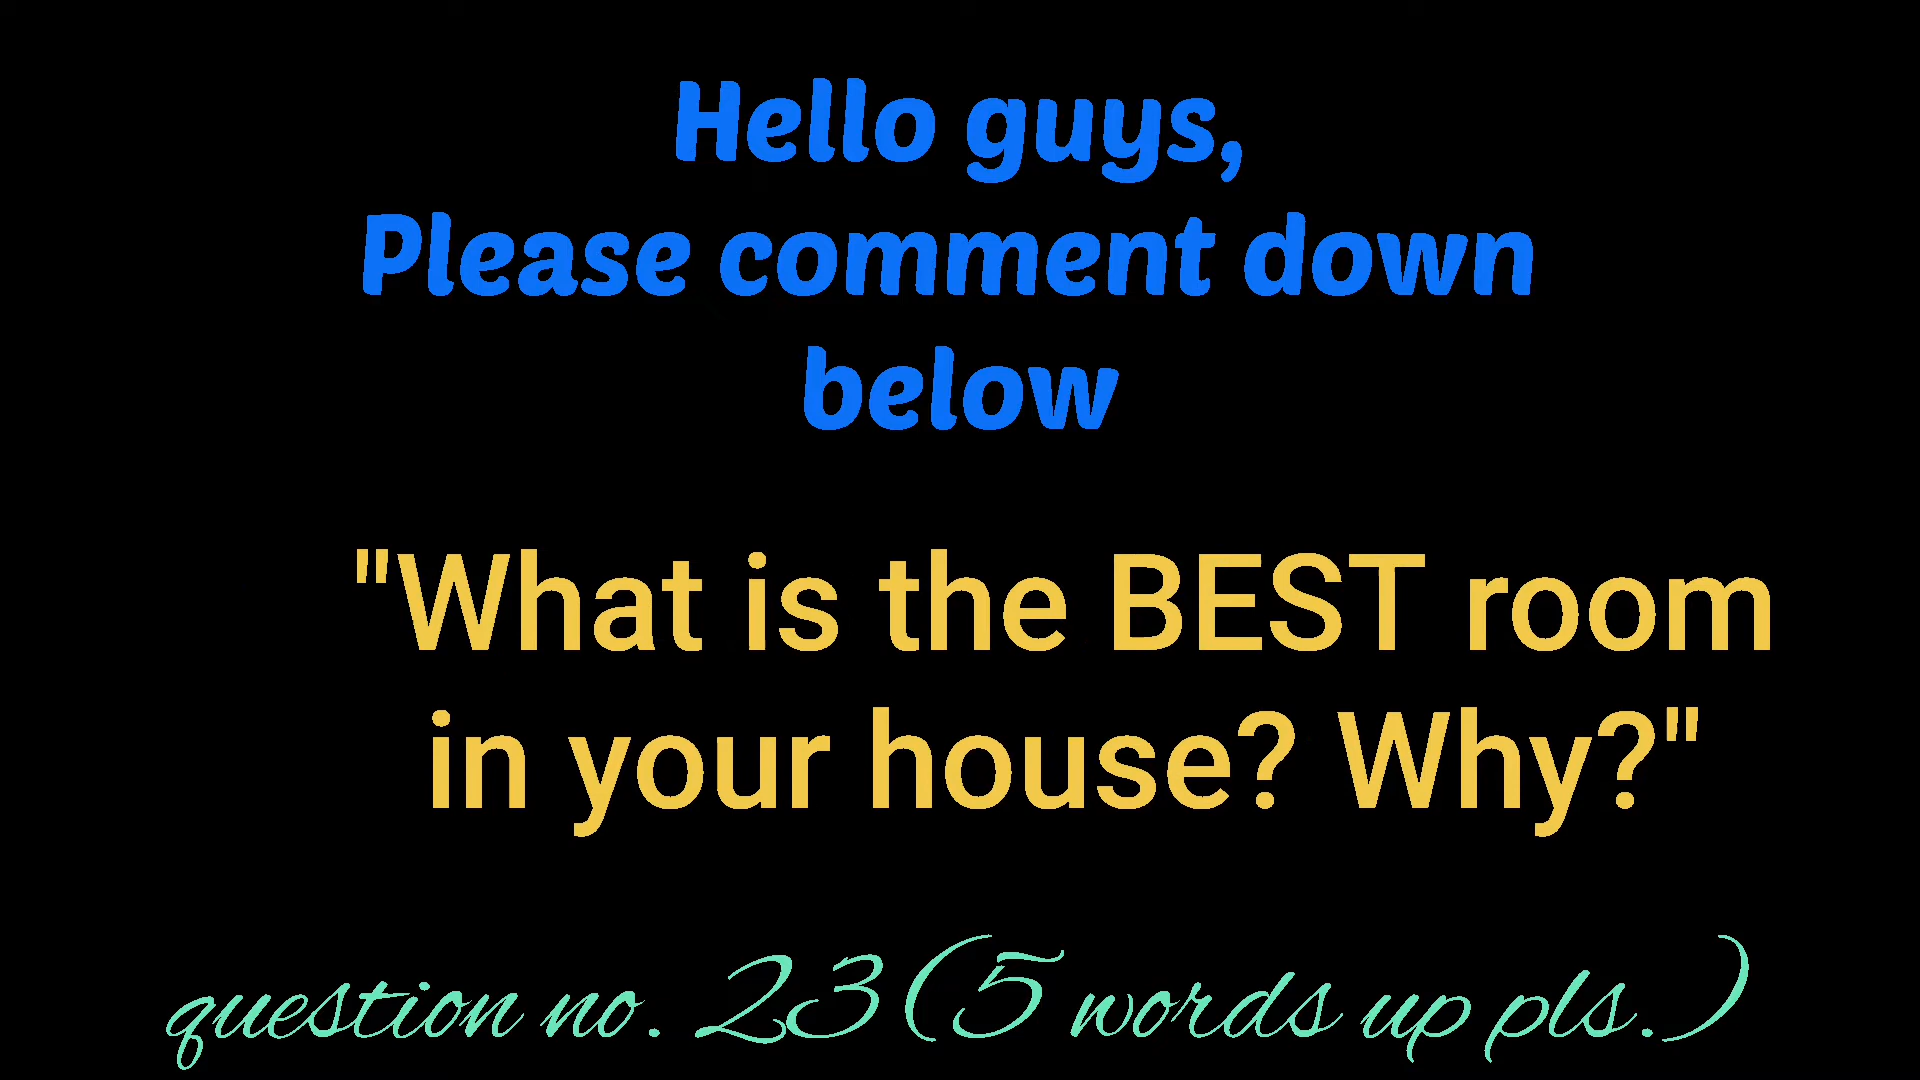 Hello guys,
Please comment down
below
"What is the BEST room
in your house? Why?"
question no. 23 (5 words up pls.)